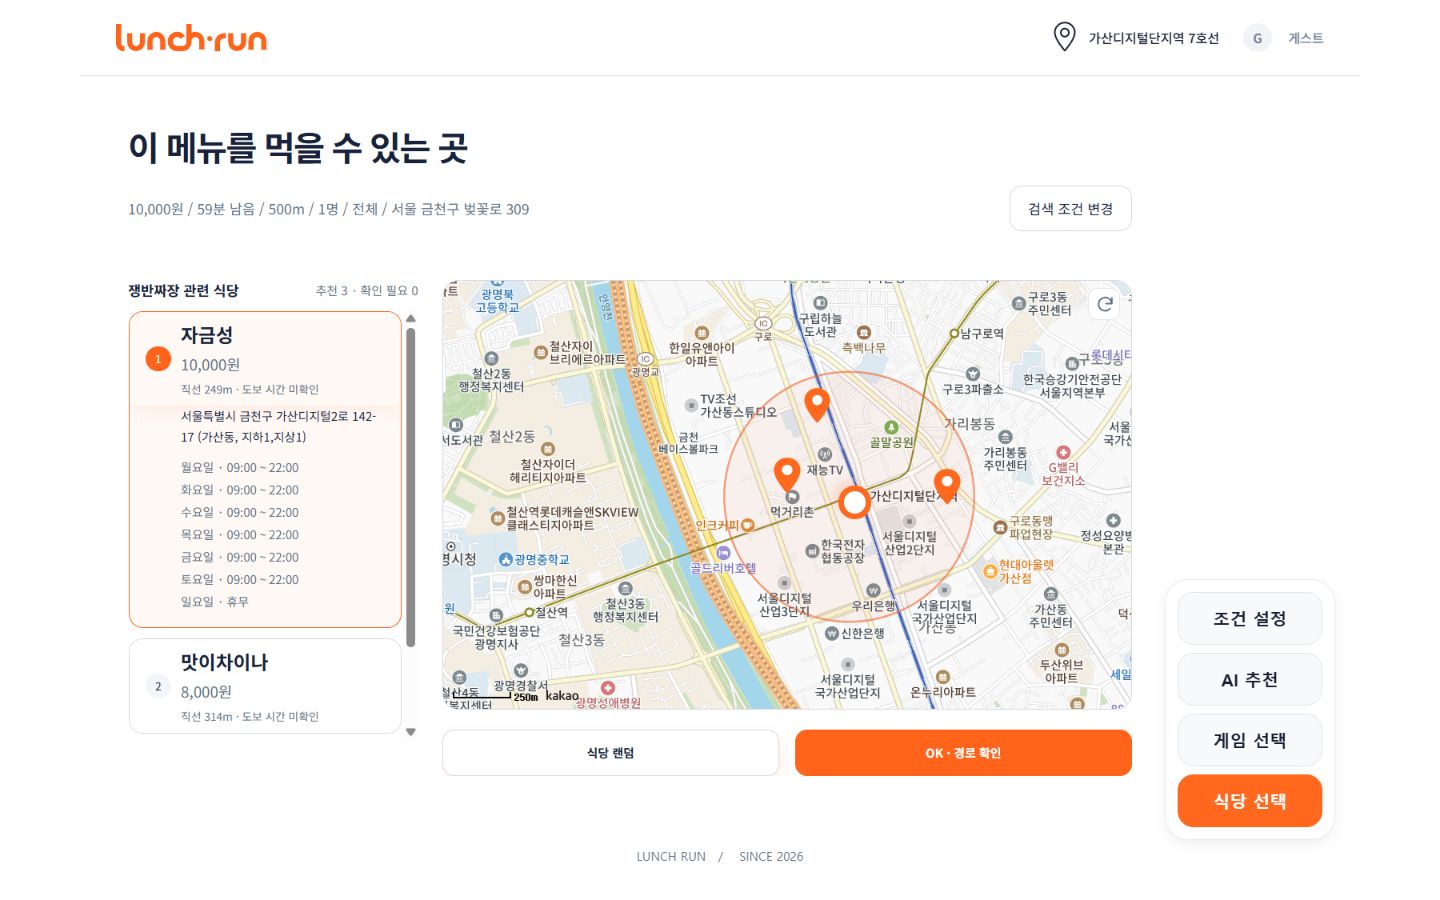 lunch·run
가산디지털단지역 7호선
G
게스트
이 메뉴를 먹을 수 있는 곳
10,000원 / 59분 남음 / 500m / 1명 / 전체 / 서울 금천구 벚꽃로 309
검색 조건 변경
쟁반짜장 관련 식당
추천 3 · 확인 필요 0
1
자금성
10,000원
직선 249m · 도보 시간 미확인
서울특별시 금천구 가산디지털2로 142-
17 (가산동, 지하1,지상1)
월요일 · 09:00 ~ 22:00
화요일 · 09:00 ~ 22:00
수요일 · 09:00 ~ 22:00
목요일 · 09:00 ~ 22:00
금요일 · 09:00 ~ 22:00
토요일 · 09:00 ~ 22:00
일요일 · 휴무
2
맛이차이나
8,000원
직선 314m · 도보 시간 미확인
광명북
고등학교
안양천
구립하늘
도서관
구로3동
주민센터
IC
구로
남구로역
철산자이
브리에르아파트
한일유앤아이
아파트
측백나무
IC
광명교
철산2동
행정복지센터
구로3파출소
한국승강기안전공단
서울지역본부
TV조선
가산동스튜디오
가리봉동
철산2동
금천
베이스볼파크
골말공원
가리봉동
주민센터
철산자이더
헤리티지아파트
재능TV
G밸리
보건지소
가산디지털단지역
먹거리촌
철산역롯데캐슬앤SKVIEW
클래스티지아파트
인크커피
구로동맹
파업현장
서울디지털
산업2단지
한국전자
협동공장
광명중학교
골드리버호텔
현대아울렛
가산점
쌍마한신
아파트
서울디지털
산업3단지
우리은행
서울디지털
국가산업단지
가산동
가산동
주민센터
철산역
철산3동
행정복지센터
국민건강보험공단
광명지사
철산3동
신한은행
두산위브
아파트
서울디지털
국가산업단지
온누리아파트
광명경찰서
광명성애병원
250m
kakao
식당 랜덤
OK · 경로 확인
조건 설정
AI 추천
게임 선택
식당 선택
LUNCH RUN / SINCE 2026